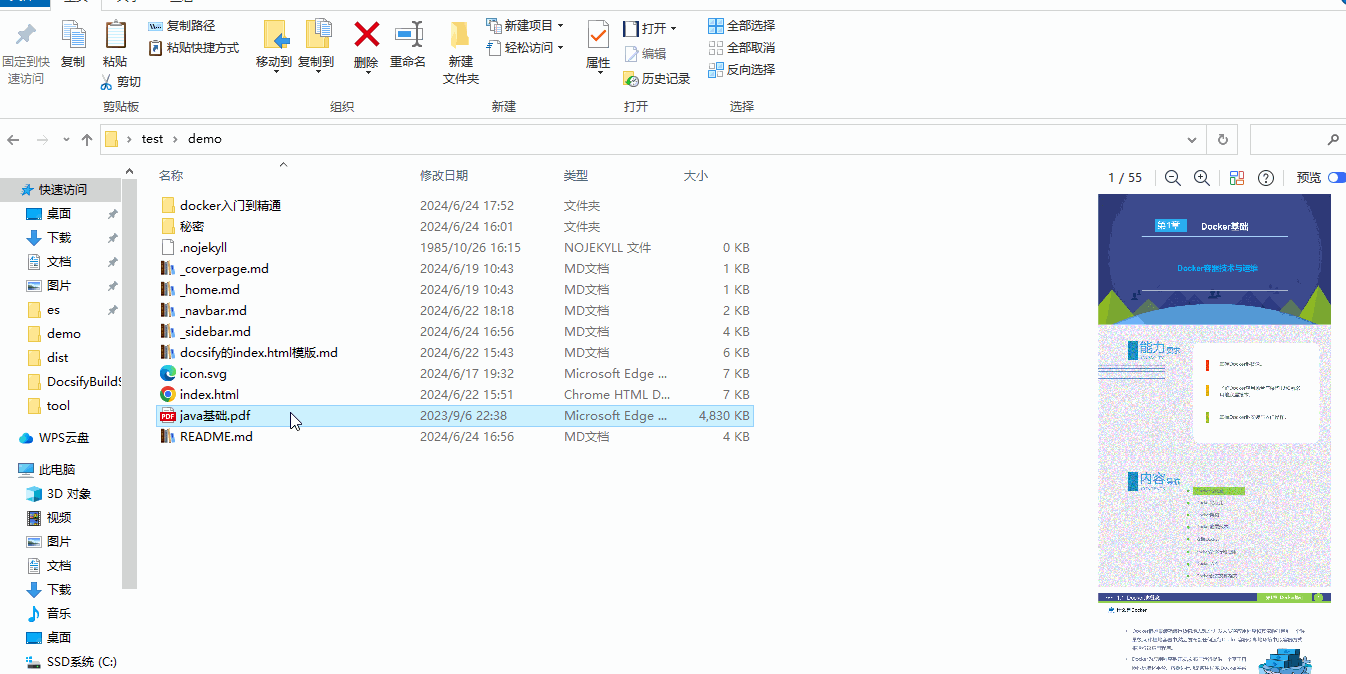 复制路径
粘贴快捷方式
固定到快
速访问
复制
粘贴
剪切
移动到
复制到
删除
重命名
新建
文件夹
新建项目
轻松访问
属性
打开
编辑
历史记录
全部选择
全部取消
反向选择
剪贴板
组织
新建
打开
选择
test
demo
快速访问
桌面
下载
文档
图片
es
demo
dist
DocsifyBuild
tool
WPS云盘
此电脑
3D 对象
视频
图片
文档
下载
音乐
桌面
SSD系统 (C:)
名称 修改日期 类型 大小
docker入门到精通 2024/6/24 17:52 文件夹
秘密 2024/6/24 16:01 文件夹
.nojekyll 1985/10/26 16:15 NOJEKYLL 文件 0 KB
_coverpage.md 2024/6/19 10:43 MD文档 1 KB
_home.md 2024/6/19 10:43 MD文档 1 KB
_navbar.md 2024/6/22 18:18 MD文档 2 KB
_sidebar.md 2024/6/24 16:56 MD文档 4 KB
docsify的index.html模版.md 2024/6/22 15:43 MD文档 6 KB
icon.svg 2024/6/17 19:32 Microsoft Edge ... 7 KB
index.html 2024/6/22 15:51 Chrome HTML D... 7 KB
java基础.pdf 2023/9/6 22:38 Microsoft Edge ... 4,830 KB
README.md 2024/6/24 16:56 MD文档 4 KB
1 / 55
预览
第1章 Docker基础
Docker容器技术与运维
能力要求
内容导航
什么是Docker